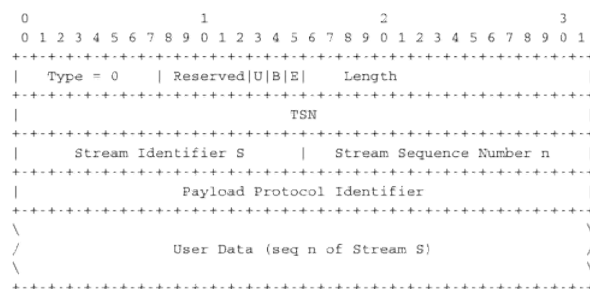 0                   1                   2                   3
0 1 2 3 4 5 6 7 8 9 0 1 2 3 4 5 6 7 8 9 0 1 2 3 4 5 6 7 8 9 0 1
+-+-+-+-+-+-+-+-+-+-+-+-+-+-+-+-+-+-+-+-+-+-+-+-+-+-+-+-+-+-+-+-
|   Type = 0    | Reserved|U|B|E|    Length                     |
+-+-+-+-+-+-+-+-+-+-+-+-+-+-+-+-+-+-+-+-+-+-+-+-+-+-+-+-+-+-+-+-
|                              TSN                              |
+-+-+-+-+-+-+-+-+-+-+-+-+-+-+-+-+-+-+-+-+-+-+-+-+-+-+-+-+-+-+-+-
|      Stream Identifier S      |   Stream Sequence Number n    |
+-+-+-+-+-+-+-+-+-+-+-+-+-+-+-+-+-+-+-+-+-+-+-+-+-+-+-+-+-+-+-+-
|                  Payload Protocol Identifier                  |
+-+-+-+-+-+-+-+-+-+-+-+-+-+-+-+-+-+-+-+-+-+-+-+-+-+-+-+-+-+-+-+-
\                                                               \
/                 User Data (seq n of Stream S)                 /
\                                                               \
+-+-+-+-+-+-+-+-+-+-+-+-+-+-+-+-+-+-+-+-+-+-+-+-+-+-+-+-+-+-+-+-